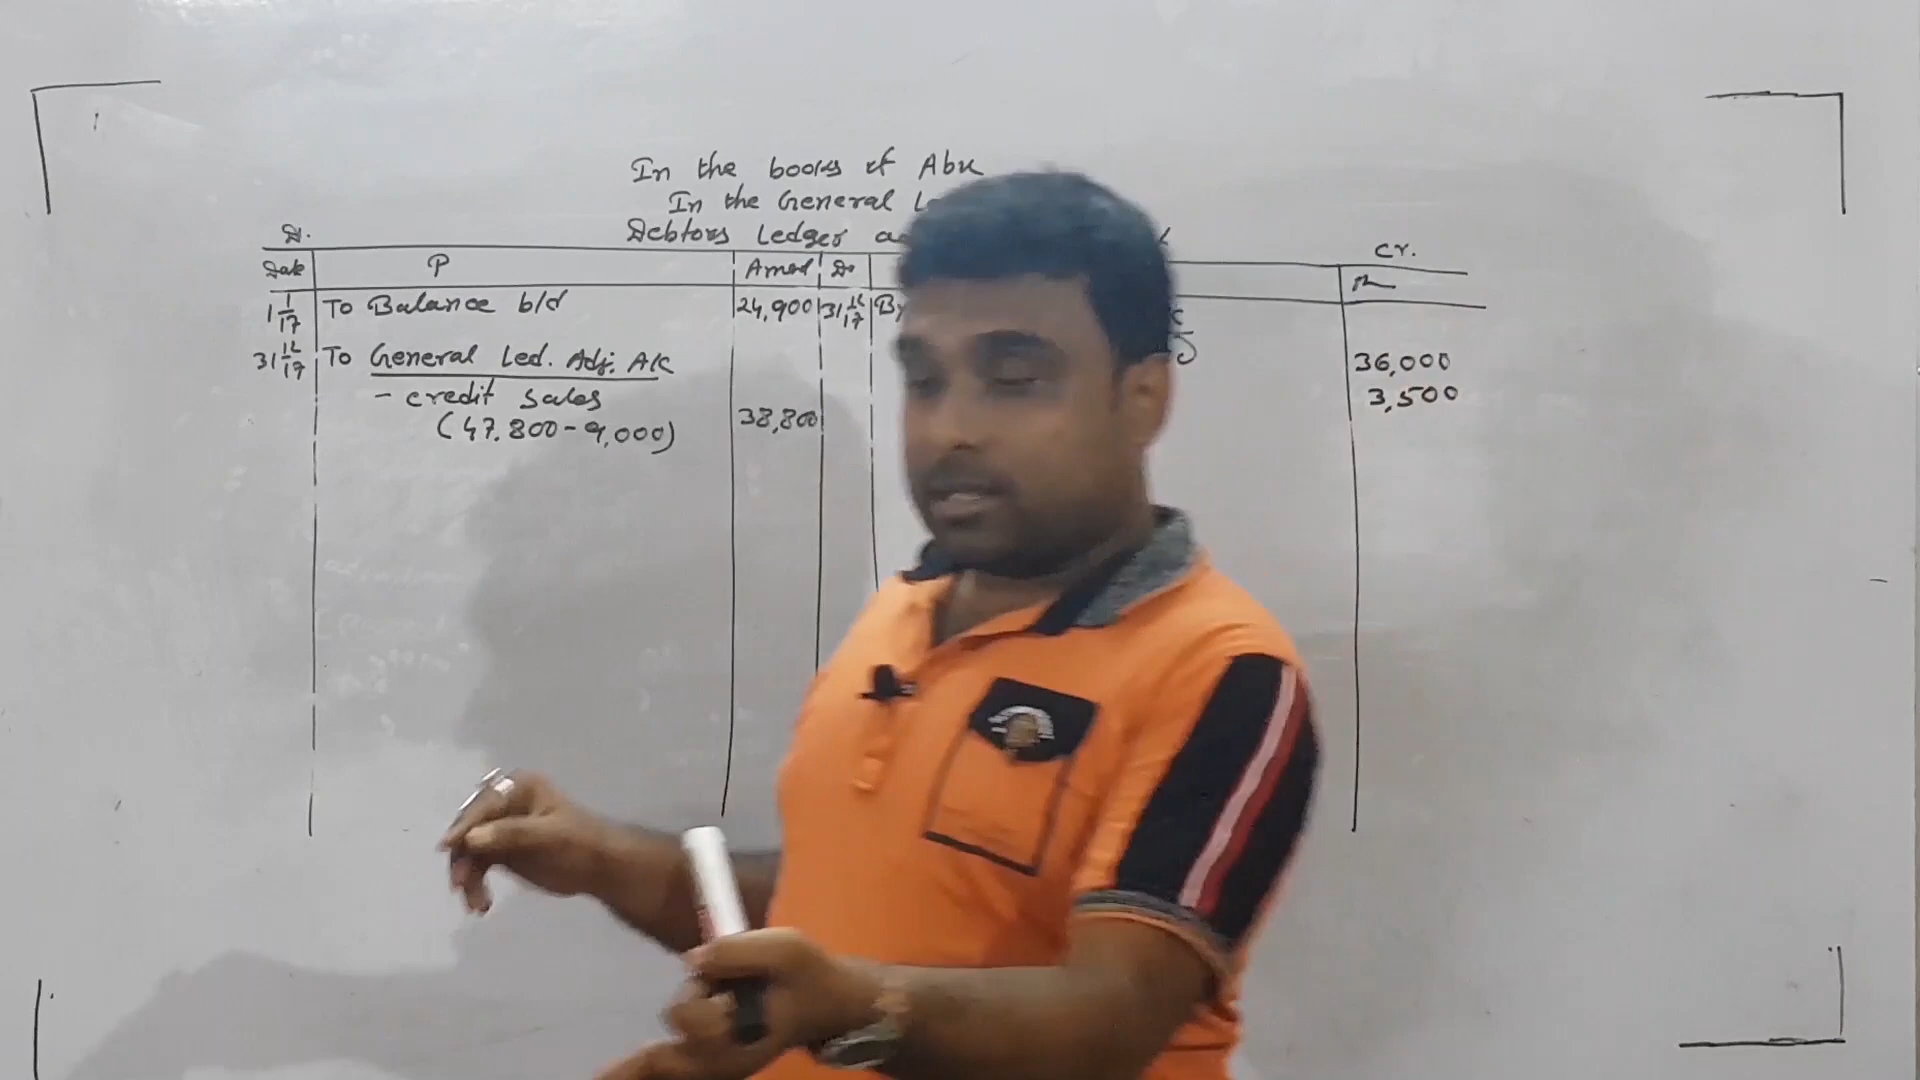 In the books of Abu
In the General
Debtors Ledger
Dr. Cr.
Date P Amont Da
1 1/17 To Balance b/d 24,900 31 12/17 By
31 12/17 To General Led. Adj. A/c 36,000
- credit sales 3,500
(47,800-9,000) 38,800